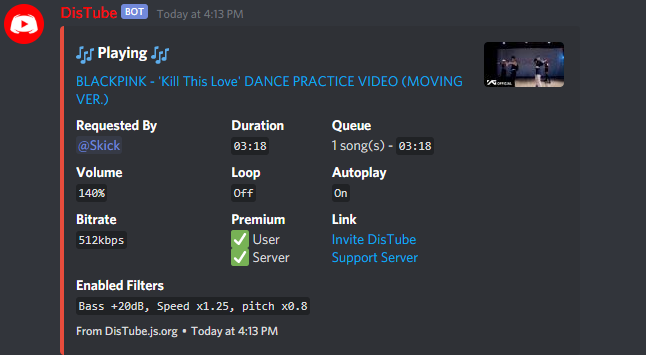 DisTube BOT Today at 4:13 PM
🎶 Playing 🎶
BLACKPINK - 'Kill This Love' DANCE PRACTICE VIDEO (MOVING
VER.)
Requested By Duration Queue
@Skick 03:18 1 song(s) - 03:18
Volume Loop Autoplay
140% Off On
Bitrate Premium Link
512kbps ✅ User Invite DisTube
✅ Server Support Server
Enabled Filters
Bass +20dB, Speed x1.25, pitch x0.8
From DisTube.js.org • Today at 4:13 PM
YG OFFICIAL